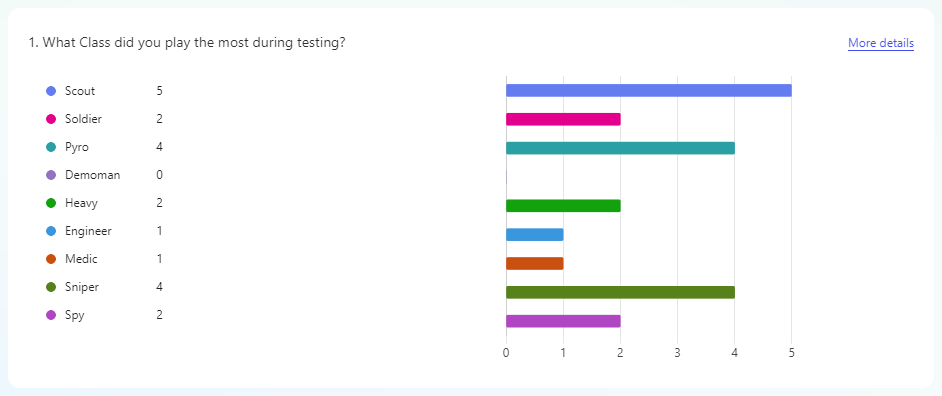 1. What Class did you play the most during testing?
More details
Scout 5
Soldier 2
Pyro 4
Demoman 0
Heavy 2
Engineer 1
Medic 1
Sniper 4
Spy 2
0 1 2 3 4 5